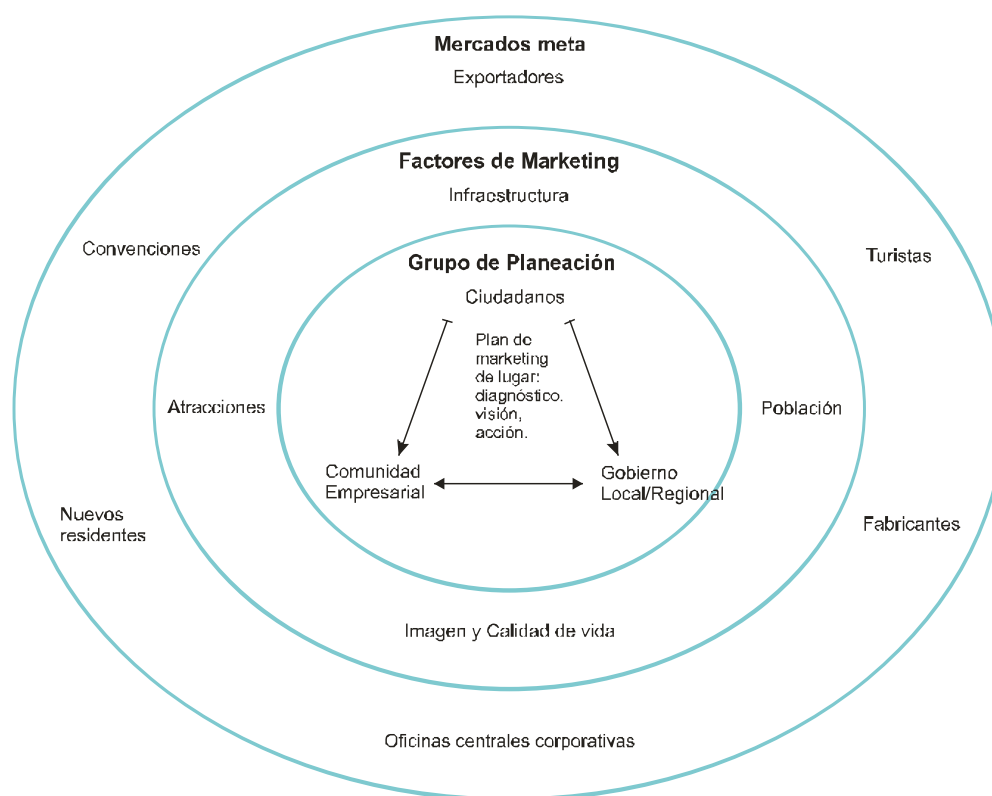 Mercados meta
Exportadores
Factores de Marketing
Infraestructura
Convenciones
Turistas
Grupo de Planeación
Ciudadanos
Plan de
marketing
de lugar:
diagnóstico.
visión,
acción.
Atracciones
Población
Comunidad
Empresarial
Gobierno
Local/Regional
Nuevos
residentes
Fabricantes
Imagen y Calidad de vida
Oficinas centrales corporativas